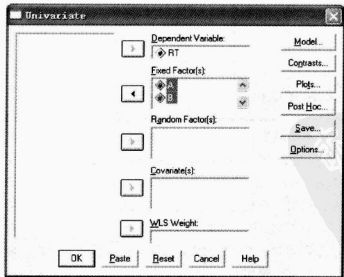 Univariate
Dependent Variable:
RT
Fixed Factor(s):
A
B
Random Factor(s):
Covariate(s):
WLS Weight:
Model...
Contrasts...
Plots...
Post Hoc...
Save...
Options...
OK Paste Reset Cancel Help